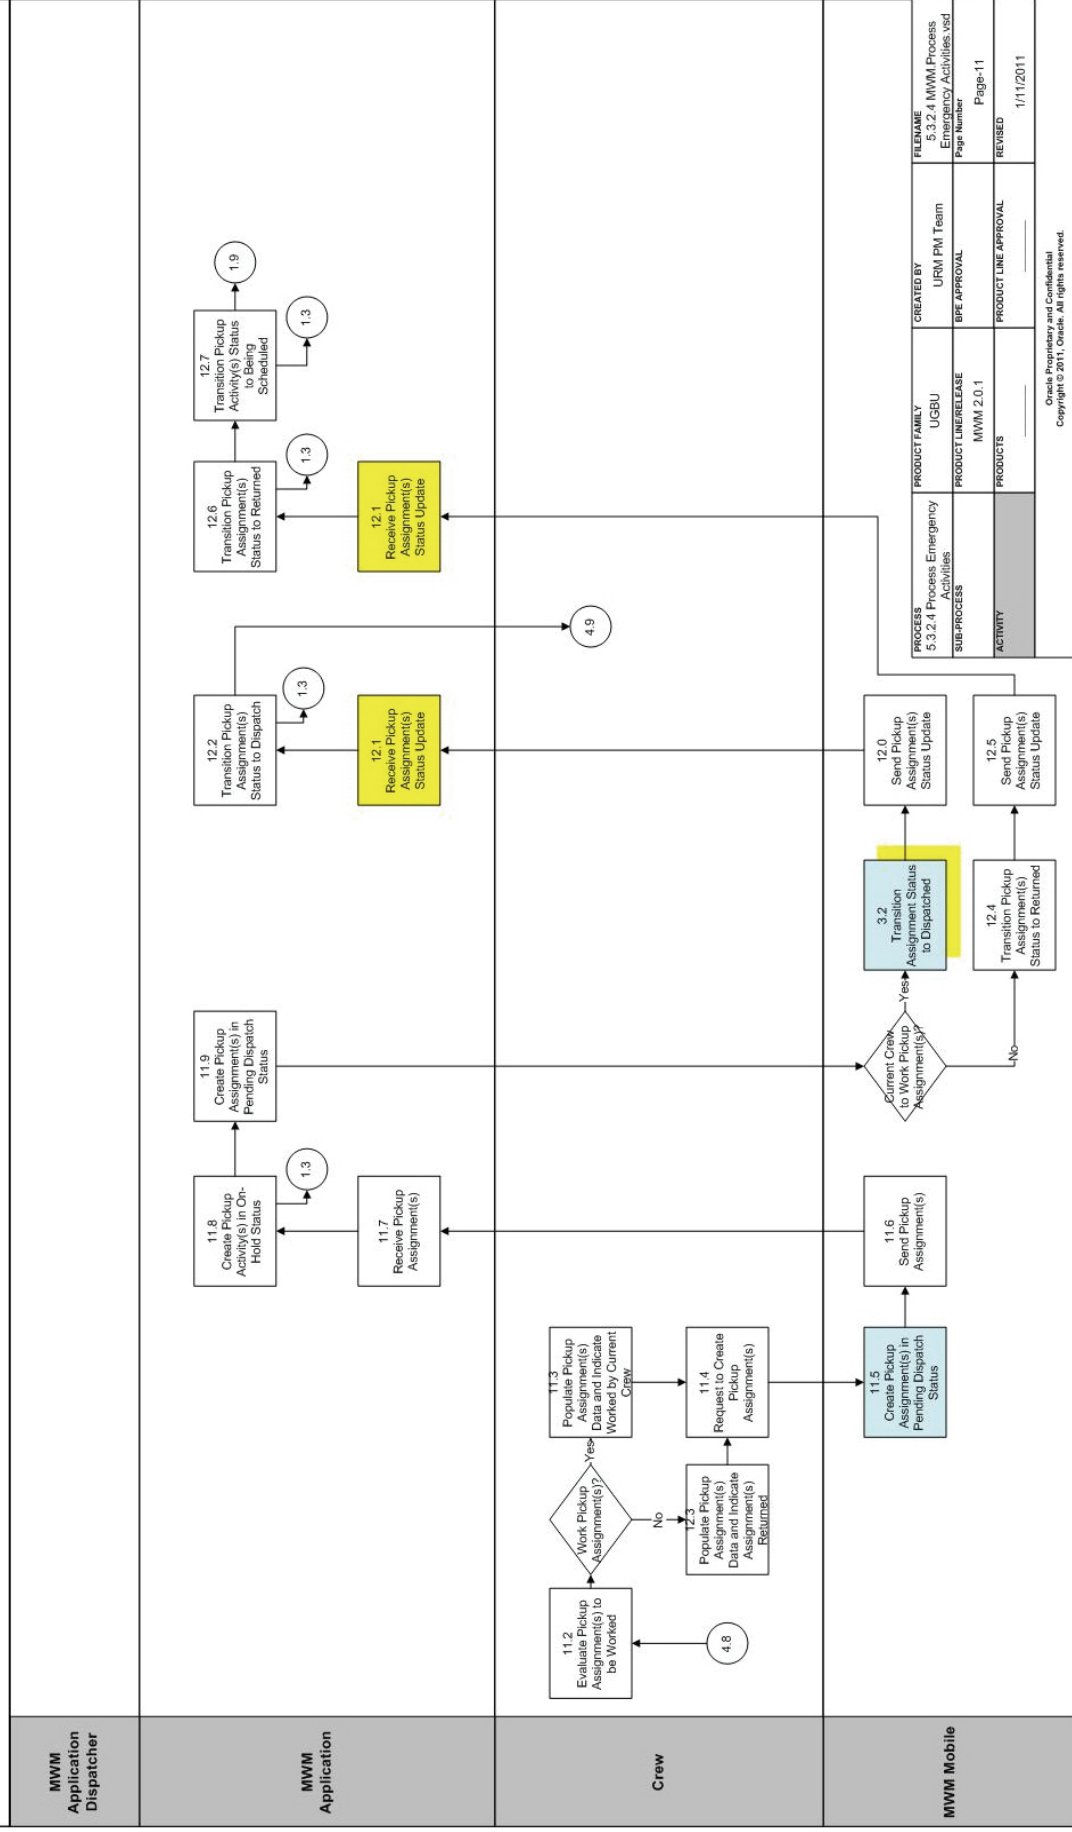 MWM
Application
Dispatcher
MWM
Application
11.8
Create Pickup
Activity(s) in On-
Hold Status
1.3
11.7
Receive Pickup
Assignment(s)
11.9
Create Pickup
Assignment(s) in
Pending Dispatch
Status
12.2
Transition Pickup
Assignment(s)
Status to Dispatch
1.3
12.1
Receive Pickup
Assignment(s)
Status Update
12.6
Transition Pickup
Assignment(s)
Status to Returned
1.3
12.1
Receive Pickup
Assignment(s)
Status Update
12.7
Transition Pickup
Activity(s) Status
to Being
Scheduled
1.9
1.3
Crew
11.2
Evaluate Pickup
Assignment(s) to
be Worked
4.8
Work Pickup
Assignment(s)?
Yes
No
11.3
Populate Pickup
Assignment(s)
Data and Indicate
Worked by Current
Crew
12.3
Populate Pickup
Assignment(s)
Data and Indicate
Assignment(s)
Returned
11.4
Request to Create
Pickup
Assignment(s)
4.9
MWM Mobile
11.5
Create Pickup
Assignment(s) in
Pending Dispatch
Status
11.6
Send Pickup
Assignment(s)
Current Crew
to Work Pickup
Assignment(s)?
Yes
No
3.2
Transition
Assignment Status
to Dispatched
12.4
Transition Pickup
Assignment(s)
Status to Returned
12.0
Send Pickup
Assignment(s)
Status Update
12.5
Send Pickup
Assignment(s)
Status Update
PROCESS
5.3.2.4 Process Emergency
Activities
PRODUCT FAMILY
UGBU
CREATED BY
URM PM Team
FILENAME
5.3.2.4 MWM.Process
Emergency Activities.vsd
SUB-PROCESS
PRODUCT LINE/RELEASE
MWM 2.0.1
BPE APPROVAL
Page Number
Page-11
ACTIVITY
PRODUCTS
PRODUCT LINE APPROVAL
REVISED
1/11/2011
Oracle Proprietary and Confidential
Copyright © 2011, Oracle. All rights reserved.